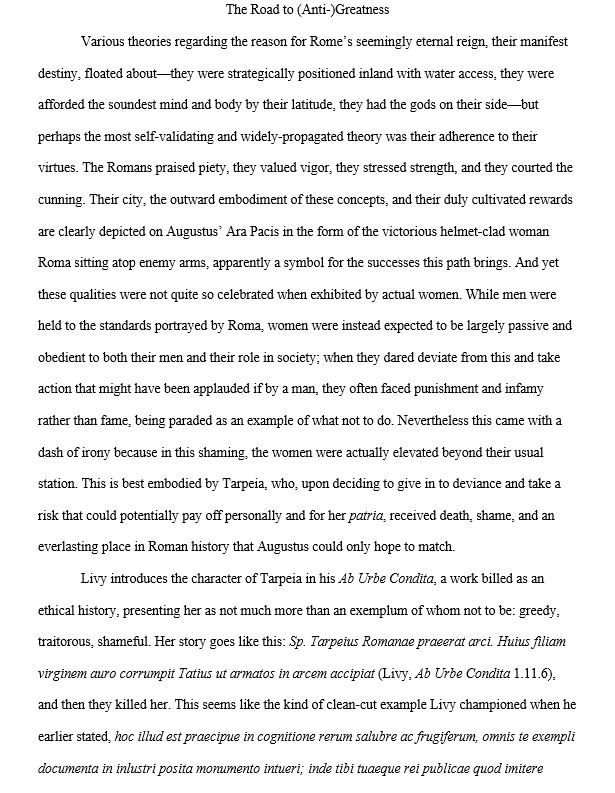 The Road to (Anti-)Greatness
Various theories regarding the reason for Rome’s seemingly eternal reign, their manifest
destiny, floated about—they were strategically positioned inland with water access, they were
afforded the soundest mind and body by their latitude, they had the gods on their side—but
perhaps the most self-validating and widely-propagated theory was their adherence to their
virtues. The Romans praised piety, they valued vigor, they stressed strength, and they courted the
cunning. Their city, the outward embodiment of these concepts, and their duly cultivated rewards
are clearly depicted on Augustus’ Ara Pacis in the form of the victorious helmet-clad woman
Roma sitting atop enemy arms, apparently a symbol for the successes this path brings. And yet
these qualities were not quite so celebrated when exhibited by actual women. While men were
held to the standards portrayed by Roma, women were instead expected to be largely passive and
obedient to both their men and their role in society; when they dared deviate from this and take
action that might have been applauded if by a man, they often faced punishment and infamy
rather than fame, being paraded as an example of what not to do. Nevertheless this came with a
dash of irony because in this shaming, the women were actually elevated beyond their usual
station. This is best embodied by Tarpeia, who, upon deciding to give in to deviance and take a
risk that could potentially pay off personally and for her patria, received death, shame, and an
everlasting place in Roman history that Augustus could only hope to match.
Livy introduces the character of Tarpeia in his Ab Urbe Condita, a work billed as an
ethical history, presenting her as not much more than an exemplum of whom not to be: greedy,
traitorous, shameful. Her story goes like this: Sp. Tarpeius Romanae praeerat arci. Huius filiam
virginem auro corrumpit Tatius ut armatos in arcem accipiat (Livy, Ab Urbe Condita 1.11.6),
and then they killed her. This seems like the kind of clean-cut example Livy championed when he
earlier stated, hoc illud est praecipue in cognitione rerum salubre ac frugiferum, omnis te exempli
documenta in inlustri posita monumento intueri; inde tibi tuaeque rei publicae quod imitere